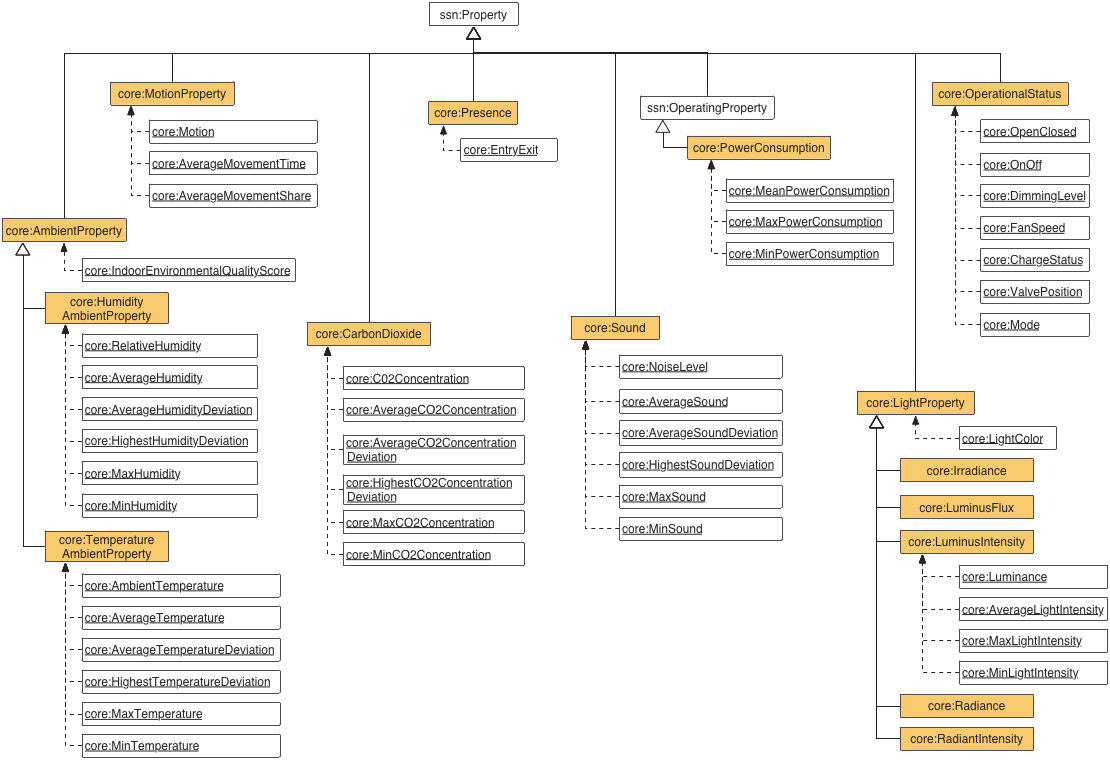 ssn:Property
core:MotionProperty
core:Motion
core:AverageMovementTime
core:AverageMovementShare
core:Presence
core:EntryExit
ssn:OperatingProperty
core:PowerConsumption
core:MeanPowerConsumption
core:MaxPowerConsumption
core:MinPowerConsumption
core:OperationalStatus
core:OpenClosed
core:OnOff
core:DimmingLevel
core:FanSpeed
core:ChargeStatus
core:ValvePosition
core:Mode
core:AmbientProperty
core:IndoorEnvironmentalQualityScore
core:Humidity
AmbientProperty
core:RelativeHumidity
core:AverageHumidity
core:AverageHumidityDeviation
core:HighestHumidityDeviation
core:MaxHumidity
core:MinHumidity
core:Temperature
AmbientProperty
core:AmbientTemperature
core:AverageTemperature
core:AverageTemperatureDeviation
core:HighestTemperatureDeviation
core:MaxTemperature
core:MinTemperature
core:CarbonDioxide
core:C02Concentration
core:AverageCO2Concentration
core:AverageCO2Concentration
Deviation
core:HighestCO2Concentration
Deviation
core:MaxCO2Concentration
core:MinCO2Concentration
core:Sound
core:NoiseLevel
core:AverageSound
core:AverageSoundDeviation
core:HighestSoundDeviation
core:MaxSound
core:MinSound
core:LightProperty
core:LightColor
core:Irradiance
core:LuminusFlux
core:LuminusIntensity
core:Luminance
core:AverageLightIntensity
core:MaxLightIntensity
core:MinLightIntensity
core:Radiance
core:RadiantIntensity